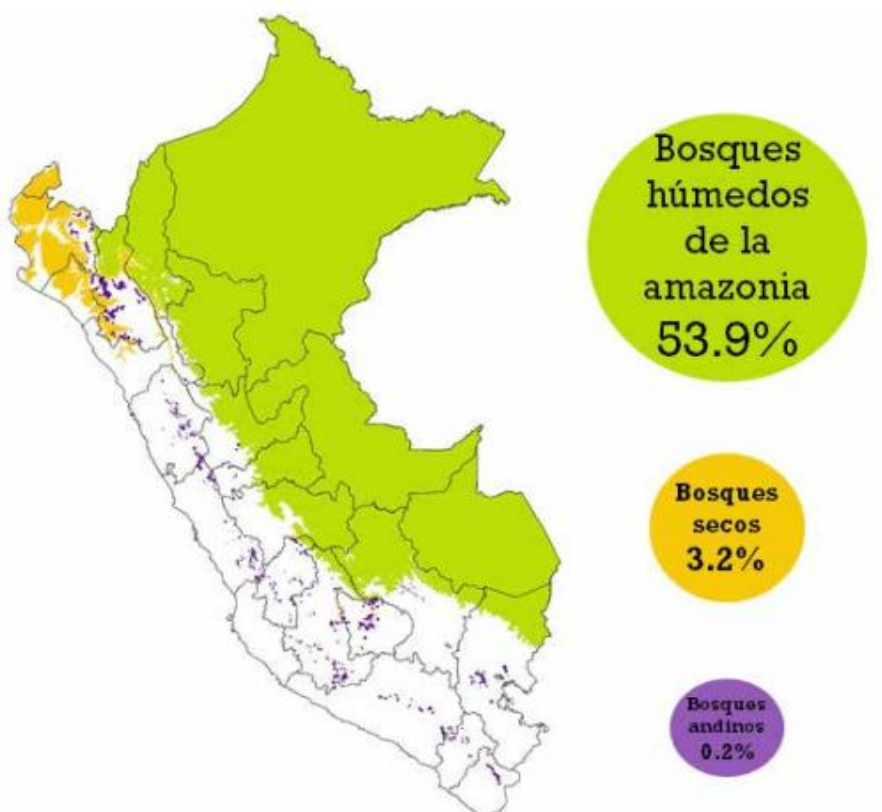 Bosques
húmedos
de la
amazonia
53.9%
Bosques
secos
3.2%
Bosques
andinos
0.2%